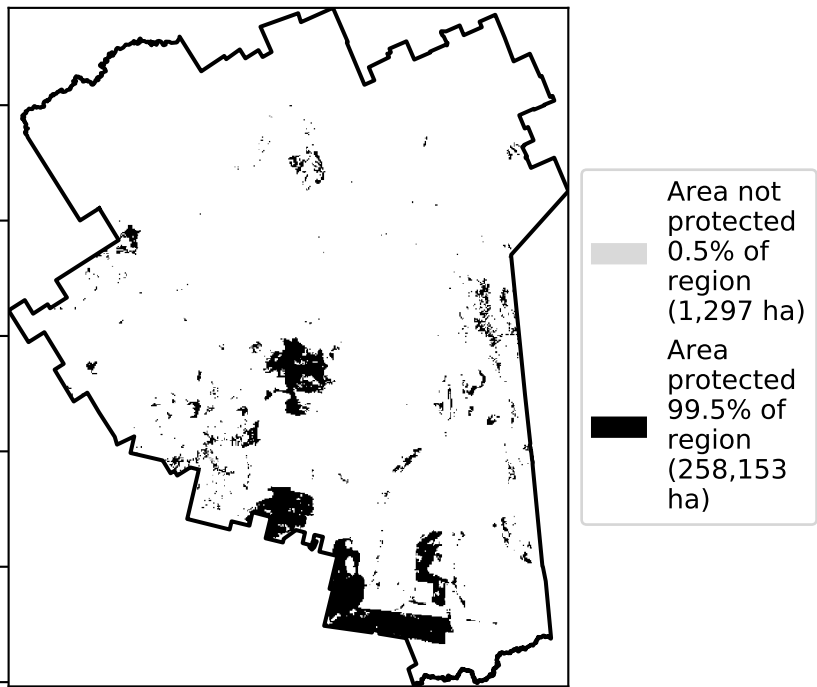 Area not
protected
0.5% of
region
(1,297 ha)
Area
protected
99.5% of
region
(258,153
ha)